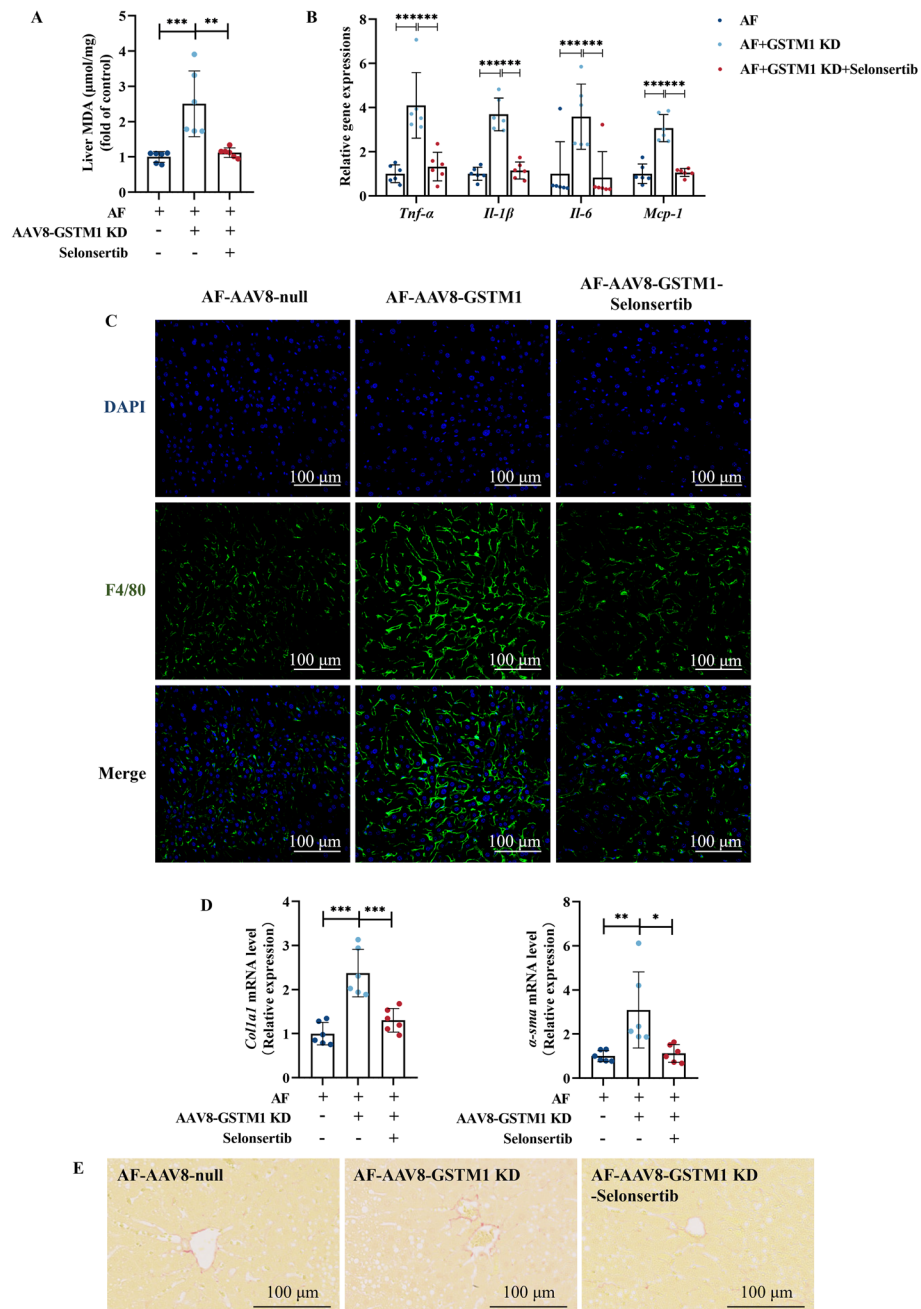 A
Liver MDA (μmol/mg)
(fold of control)
5
4
3
2
1
0
*** **
AF + + +
AAV8-GSTM1 KD - + +
Selonsertib - - +
B
Relative gene expressions
8
6
4
2
0
****** ****** ****** ******
Tnf-α Il-1β Il-6 Mcp-1
AF
AF+GSTM1 KD
AF+GSTM1 KD+Selonsertib
C
AF-AAV8-null AF-AAV8-GSTM1 AF-AAV8-GSTM1-
Selonsertib
DAPI
100 μm 100 μm 100 μm
F4/80
100 μm 100 μm 100 μm
Merge
100 μm 100 μm 100 μm
D
Col1a1 mRNA level
(Relative expression)
4
3
2
1
0
*** ***
AF + + +
AAV8-GSTM1 KD - + +
Selonsertib - - +
α-sma mRNA level
(Relative expression)
8
6
4
2
0
** *
AF + + +
AAV8-GSTM1 KD - + +
Selonsertib - - +
E
AF-AAV8-null AF-AAV8-GSTM1 KD AF-AAV8-GSTM1 KD
-Selonsertib
100 μm 100 μm 100 μm